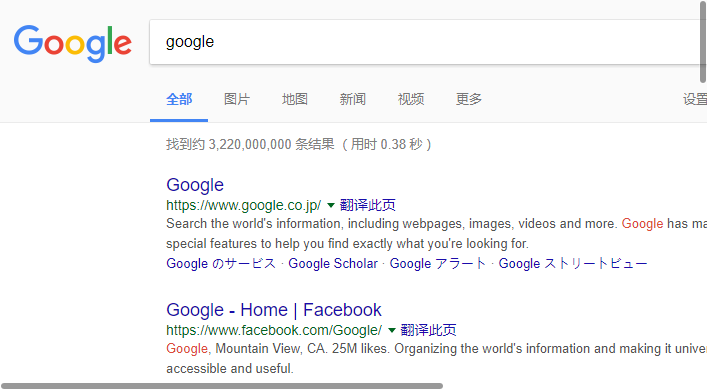 Google
google
全部 图片 地图 新闻 视频 更多 设置
找到约 3,220,000,000 条结果 （用时 0.38 秒）
Google
https://www.google.co.jp/ 翻译此页
Search the world's information, including webpages, images, videos and more. Google has ma
special features to help you find exactly what you're looking for.
Google のサービス · Google Scholar · Google アラート · Google ストリートビュー
Google - Home | Facebook
https://www.facebook.com/Google/ 翻译此页
Google, Mountain View, CA. 25M likes. Organizing the world's information and making it unive
accessible and useful.